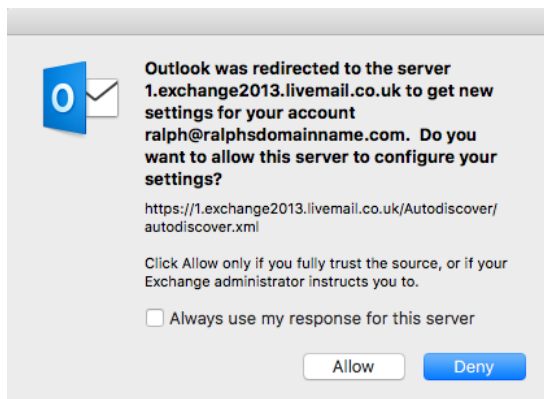 Outlook was redirected to the server
1.exchange2013.livemail.co.uk to get new
settings for your account
ralph@ralphsdomainname.com.  Do you
want to allow this server to configure your
settings?
https://1.exchange2013.livemail.co.uk/Autodiscover/
autodiscover.xml
Click Allow only if you fully trust the source, or if your
Exchange administrator instructs you to.
Always use my response for this server
Allow
Deny